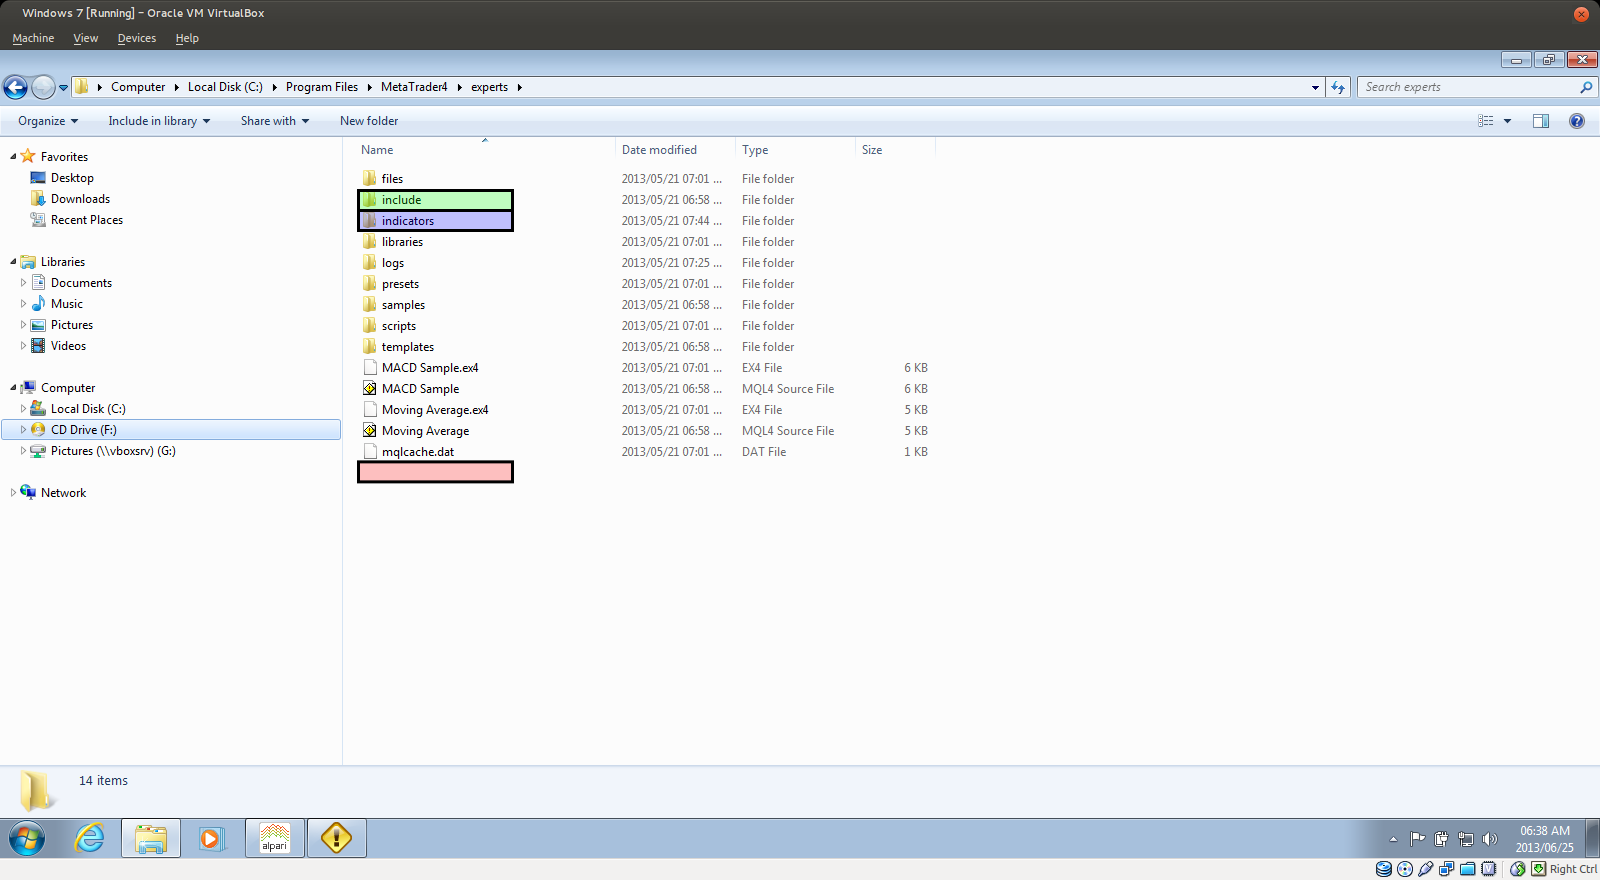 Windows 7 [Running] - Oracle VM VirtualBox
Machine View Devices Help
Computer Local Disk (C:) Program Files MetaTrader4 experts Search experts
Organize Include in library Share with New folder
Name Date modified Type Size
Favorites
Desktop
Downloads
Recent Places
Libraries
Documents
Music
Pictures
Videos
Computer
Local Disk (C:)
CD Drive (F:)
Pictures (\\vboxsrv) (G:)
Network
files 2013/05/21 07:01 ... File folder
include 2013/05/21 06:58 ... File folder
indicators 2013/05/21 07:44 ... File folder
libraries 2013/05/21 07:01 ... File folder
logs 2013/05/21 07:25 ... File folder
presets 2013/05/21 07:01 ... File folder
samples 2013/05/21 06:58 ... File folder
scripts 2013/05/21 07:01 ... File folder
templates 2013/05/21 06:58 ... File folder
MACD Sample.ex4 2013/05/21 07:01 ... EX4 File 6 KB
MACD Sample 2013/05/21 06:58 ... MQL4 Source File 6 KB
Moving Average.ex4 2013/05/21 07:01 ... EX4 File 5 KB
Moving Average 2013/05/21 06:58 ... MQL4 Source File 5 KB
mqlcache.dat 2013/05/21 07:01 ... DAT File 1 KB
14 items
alpari
06:38 AM
2013/06/25
Right Ctrl